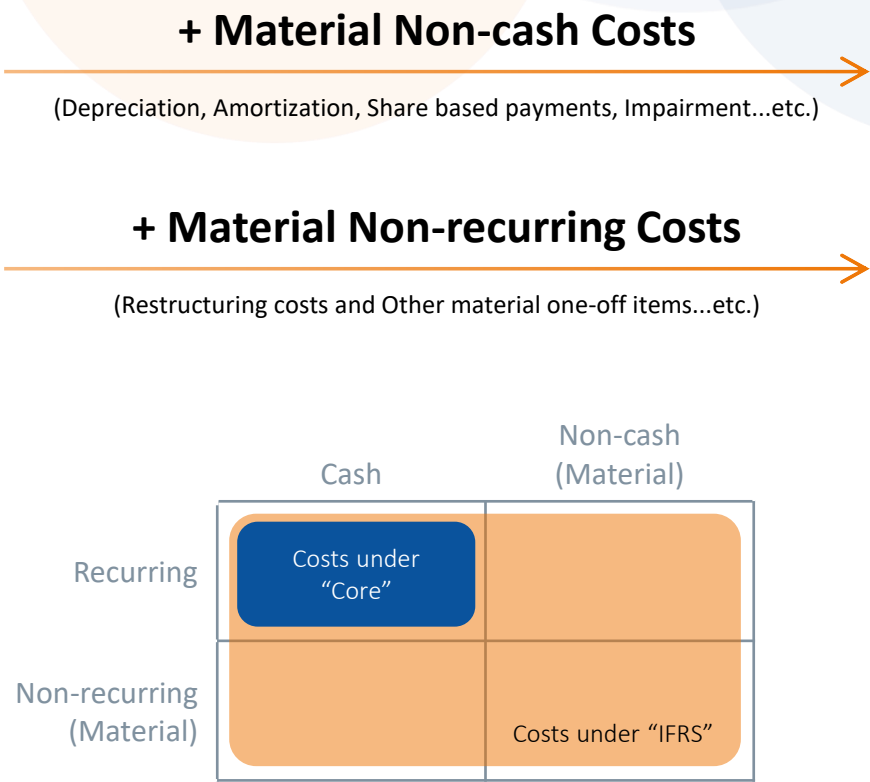 + Material Non-cash Costs
(Depreciation, Amortization, Share based payments, Impairment...etc.)
+ Material Non-recurring Costs
(Restructuring costs and Other material one-off items...etc.)
Cash
Non-cash
(Material)
Recurring
Costs under
“Core”
Non-recurring
(Material)
Costs under “IFRS”